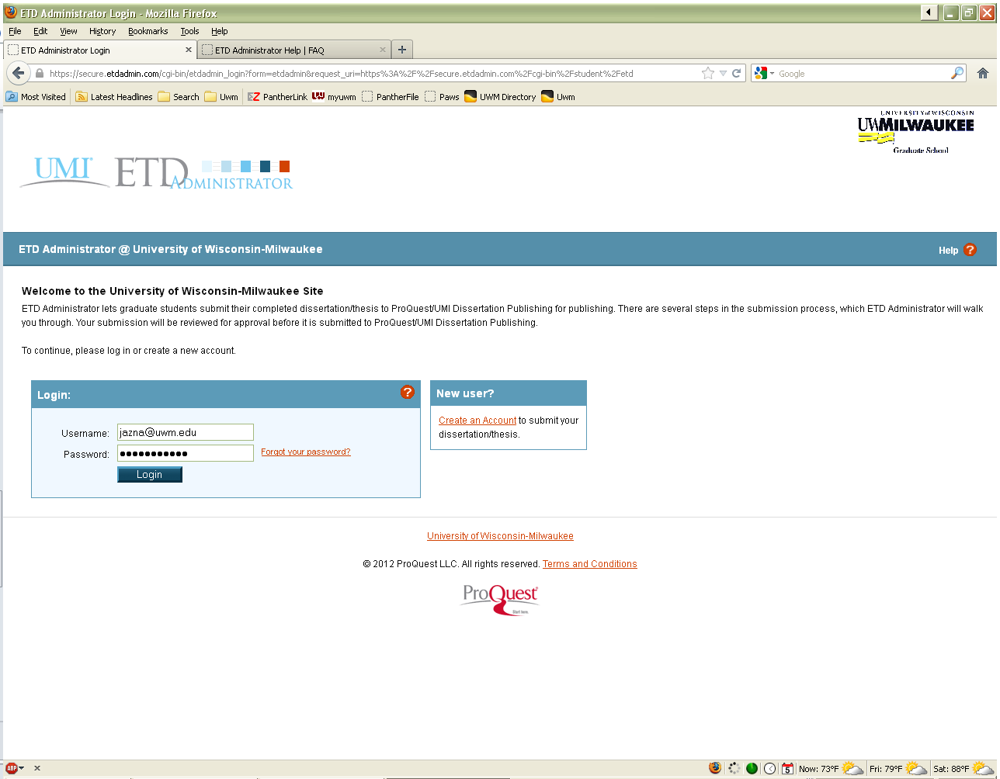 ETD Administrator Login - Mozilla Firefox
File Edit View History Bookmarks Tools Help
ETD Administrator Login
ETD Administrator Help | FAQ
https://secure.etdadmin.com/cgi-bin/etdadmin_login?form=etdadmin&request_uri=https%3A%2F%2Fsecure.etdadmin.com%2Fcgi-bin%2Fstudent%2Fetd
Google
Most Visited Latest Headlines Search Uwm PantherLink myuwm PantherFile Paws UWM Directory Uwm
UNIVERSITY of WISCONSIN
UWMILWAUKEE
Graduate School
UMI ETD ADMINISTRATOR
ETD Administrator @ University of Wisconsin-Milwaukee
Help ?
Welcome to the University of Wisconsin-Milwaukee Site
ETD Administrator lets graduate students submit their completed dissertation/thesis to ProQuest/UMI Dissertation Publishing for publishing. There are several steps in the submission process, which ETD Administrator will walk
you through. Your submission will be reviewed for approval before it is submitted to ProQuest/UMI Dissertation Publishing.
To continue, please log in or create a new account.
Login: ?
Username: jazna@uwm.edu
Password: ●●●●●●●●●●●
Forgot your password?
Login
New user?
Create an Account to submit your
dissertation/thesis.
University of Wisconsin-Milwaukee
© 2012 ProQuest LLC. All rights reserved. Terms and Conditions
ProQuest
Start here.
ABP
5 Now: 73°F Fri: 79°F Sat: 88°F